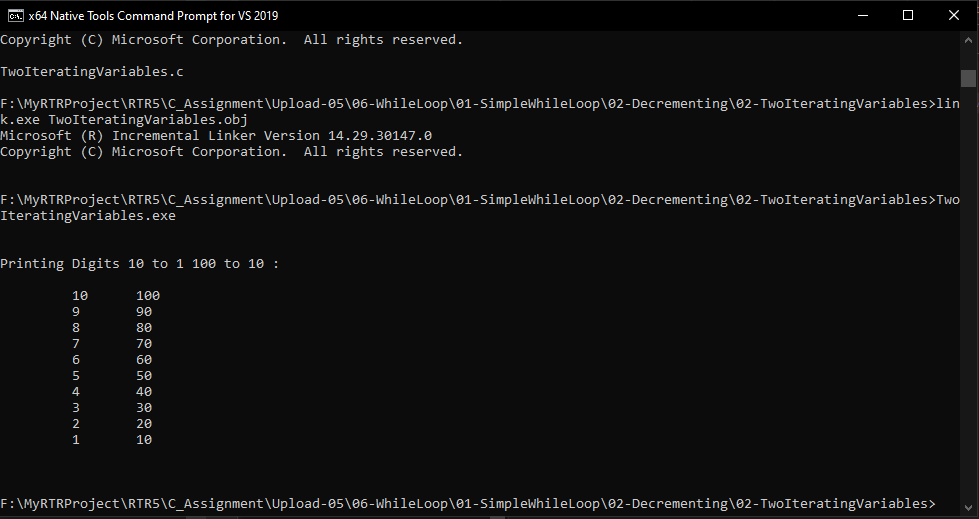 x64 Native Tools Command Prompt for VS 2019
Copyright (C) Microsoft Corporation.  All rights reserved.
TwoIteratingVariables.c
F:\MyRTRProject\RTR5\C_Assignment\Upload-05\06-WhileLoop\01-SimpleWhileLoop\02-Decrementing\02-TwoIteratingVariables>lin
k.exe TwoIteratingVariables.obj
Microsoft (R) Incremental Linker Version 14.29.30147.0
Copyright (C) Microsoft Corporation.  All rights reserved.
F:\MyRTRProject\RTR5\C_Assignment\Upload-05\06-WhileLoop\01-SimpleWhileLoop\02-Decrementing\02-TwoIteratingVariables>Two
IteratingVariables.exe
Printing Digits 10 to 1 100 to 10 :
10 100
9 90
8 80
7 70
6 60
5 50
4 40
3 30
2 20
1 10
F:\MyRTRProject\RTR5\C_Assignment\Upload-05\06-WhileLoop\01-SimpleWhileLoop\02-Decrementing\02-TwoIteratingVariables>